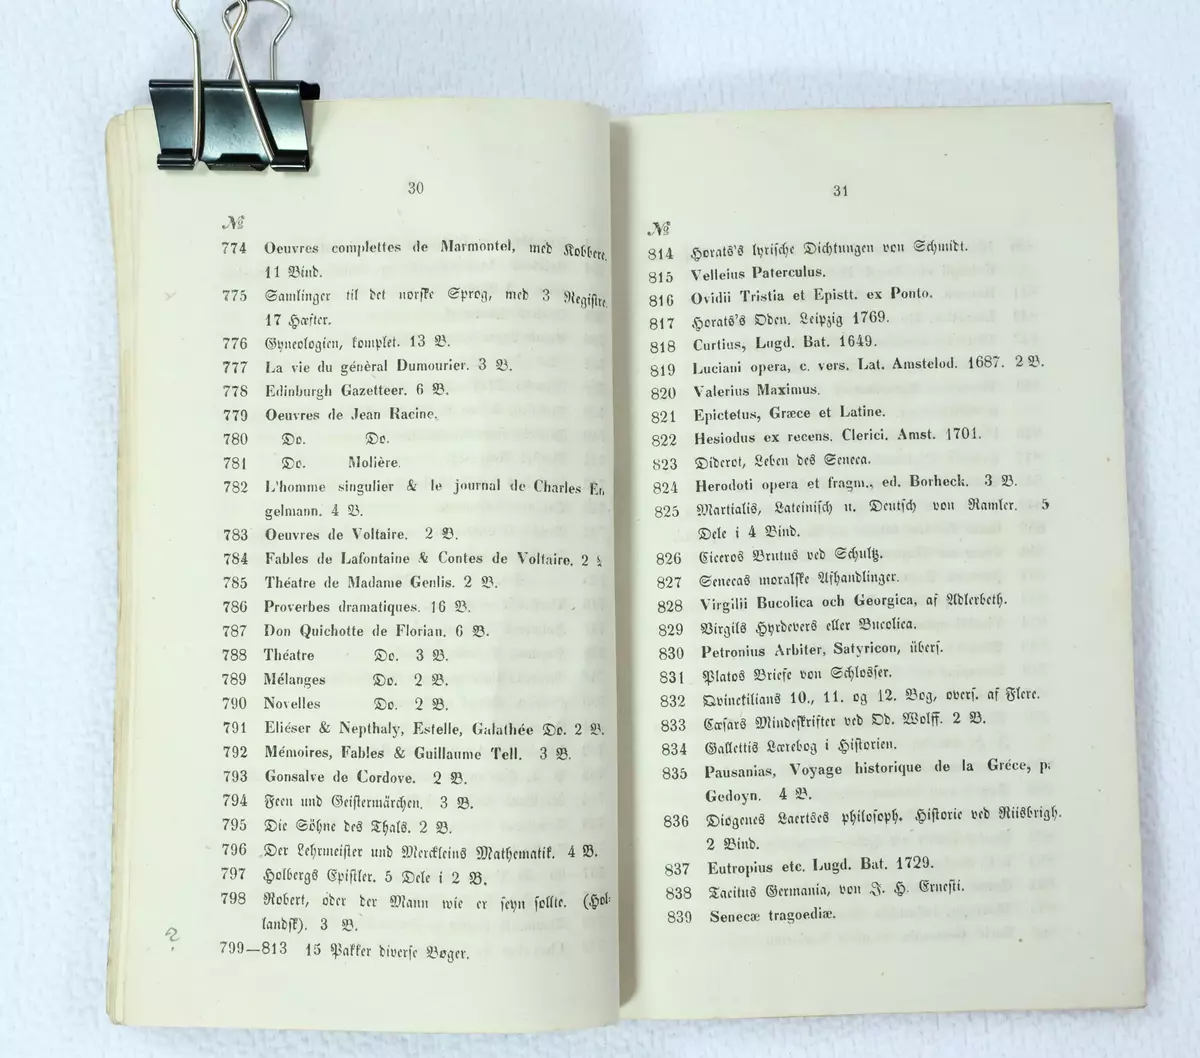 30
№
774 Oeuvres complettes de Marmontel, med Kobbere.
11 Bind.
775 Samlinger til det norske Sprog, med 3 Registre.
17 Hæfter.
776 Gyneologien, komplet. 13 B.
777 La vie du génèral Dumourier. 3 B.
778 Edinburgh Gazetteer. 6 B.
779 Oeuvres de Jean Racine.
780 Do. Do.
781 Do. Molière.
782 L'homme singulier & le journal de Charles En
gelmann. 4 B.
783 Oeuvres de Voltaire. 2 B.
784 Fables de Lafontaine & Contes de Voltaire. 2
785 Théatre de Madame Genlis. 2 B.
786 Proverbes dramatiques. 16 B.
787 Don Quichotte de Florian. 6 B.
788 Théatre Do. 3 B.
789 Mélanges Do. 2 B.
790 Novelles Do. 2 B.
791 Eliéser & Nepthaly, Estelle, Galathée Do. 2 B.
792 Mémoires, Fables & Guillaume Tell. 3 B.
793 Gonsalve de Cordove. 2 B.
794 Feen und Geistermärchen. 3 B.
795 Die Söhne des Thals. 2 B.
796 Der Lehrmeister und Merckleins Mathematik. 4 B.
797 Holbergs Epistler. 5 Dele i 2 B.
798 Robert, oder der Mann wie er seyn sollte. (Hol-
landsk). 3 B.
?
799—813 15 Pakker diverse Bøger.
31
№
814 Horats's lyrische Dichtungen von Schmidt.
815 Velleius Paterculus.
816 Ovidii Tristia et Epistt. ex Ponto.
817 Horats's Oden. Leipzig 1769.
818 Curtius, Lugd. Bat. 1649.
819 Luciani opera, c. vers. Lat. Amstelod. 1687. 2 B.
820 Valerius Maximus.
821 Epictetus, Græce et Latine.
822 Hesiodus ex recens. Clerici. Amst. 1701.
823 Diderot, Leben des Seneca.
824 Herodoti opera et fragm., ed. Borheck. 3 B.
825 Martialis, Lateinisch u. Deutsch von Ramler. 5
Dele i 4 Bind.
826 Ciceros Brutus ved Schultz.
827 Senecas moralske Afhandlinger.
828 Virgilii Bucolica och Georgica, af Adlerbeth.
829 Virgils Hyrdevers eller Bucolica.
830 Petronius Arbiter, Satyricon, übers.
831 Platos Briefe von Schlosser.
832 Qvinctilians 10., 11. og 12. Bog, overs. af Flere.
833 Cæsars Mindeskrifter ved Od. Wolff. 2 B.
834 Gallettis Lærebog i Historien.
835 Pausanias, Voyage historique de la Gréce, p.
Gedoyn. 4 B.
836 Diogenes Laertses philosoph. Historie ved Riisbrigh.
2 Bind.
837 Eutropius etc. Lugd. Bat. 1729.
838 Tacitus Germania, von J. H. Ernesti.
839 Senecæ tragoediæ.